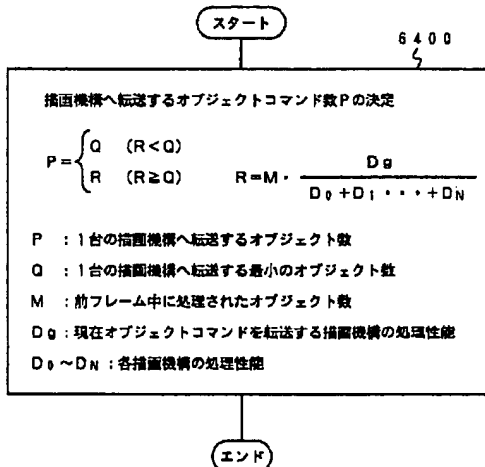 スタート
6400
描画機構へ転送するオブジェクトコマンド数Pの決定
P={Q (R<Q)
R (R≧Q)
R=M・Dg/(D0+D1・・・+DN)
P：1台の描画機構へ転送するオブジェクト数
Q：1台の描画機構へ転送する最小のオブジェクト数
M：前フレーム中に処理されたオブジェクト数
Dg：現在オブジェクトコマンドを転送する描画機構の処理性能
D0～DN：各描画機構の処理性能
エンド